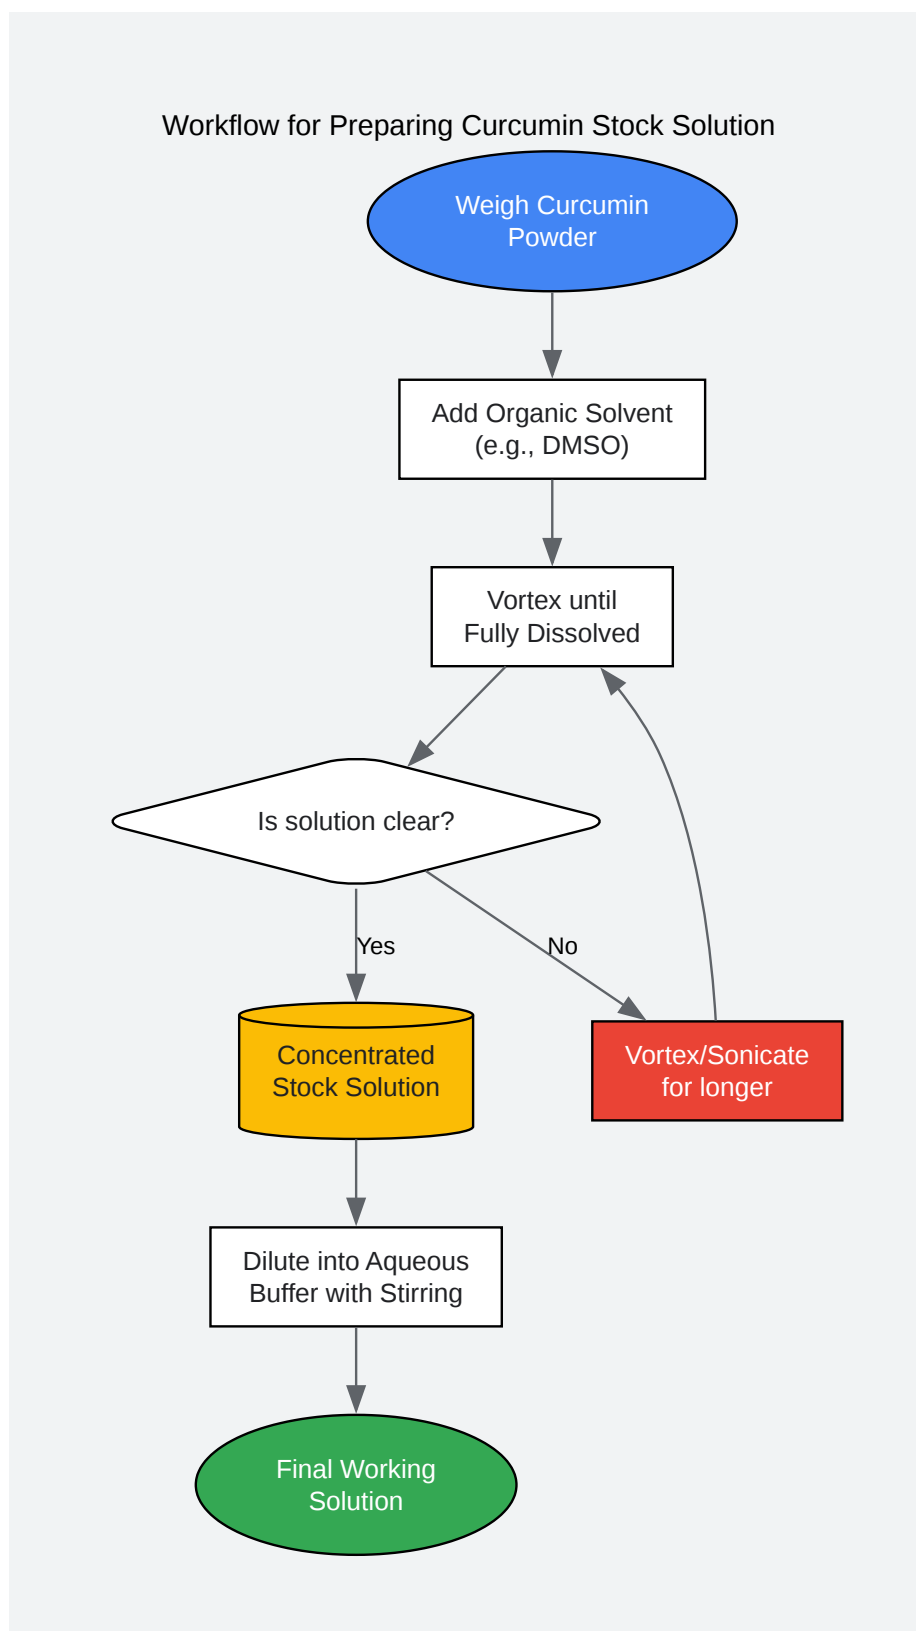 Workflow for Preparing Curcumin Stock Solution
Weigh Curcumin
Powder
Add Organic Solvent
(e.g., DMSO)
Vortex until
Fully Dissolved
Is solution clear?
Yes
No
Concentrated
Stock Solution
Vortex/Sonicate
for longer
Dilute into Aqueous
Buffer with Stirring
Final Working
Solution